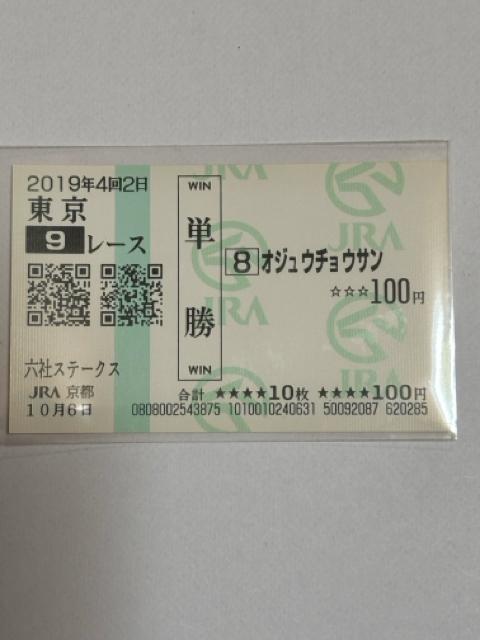 2019年4回2日
東京
9 レース
六社ステークス
JRA 京都
10月6日
WIN
単勝
WIN
8 オジュウチョウサン
☆☆☆100円
合計 ★★★★10枚 ★★★★100円
0808002543875 1010010240631 50092087 620285
JRA
JRA
JRA
JRA